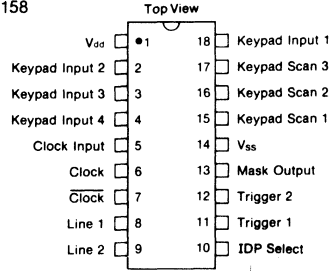 158
Top View
Vdd 1 18 Keypad Input 1
Keypad Input 2 2 17 Keypad Scan 3
Keypad Input 3 3 16 Keypad Scan 2
Keypad Input 4 4 15 Keypad Scan 1
Clock Input 5 14 Vss
Clock 6 13 Mask Output
Clock 7 12 Trigger 2
Line 1 8 11 Trigger 1
Line 2 9 10 IDP Select